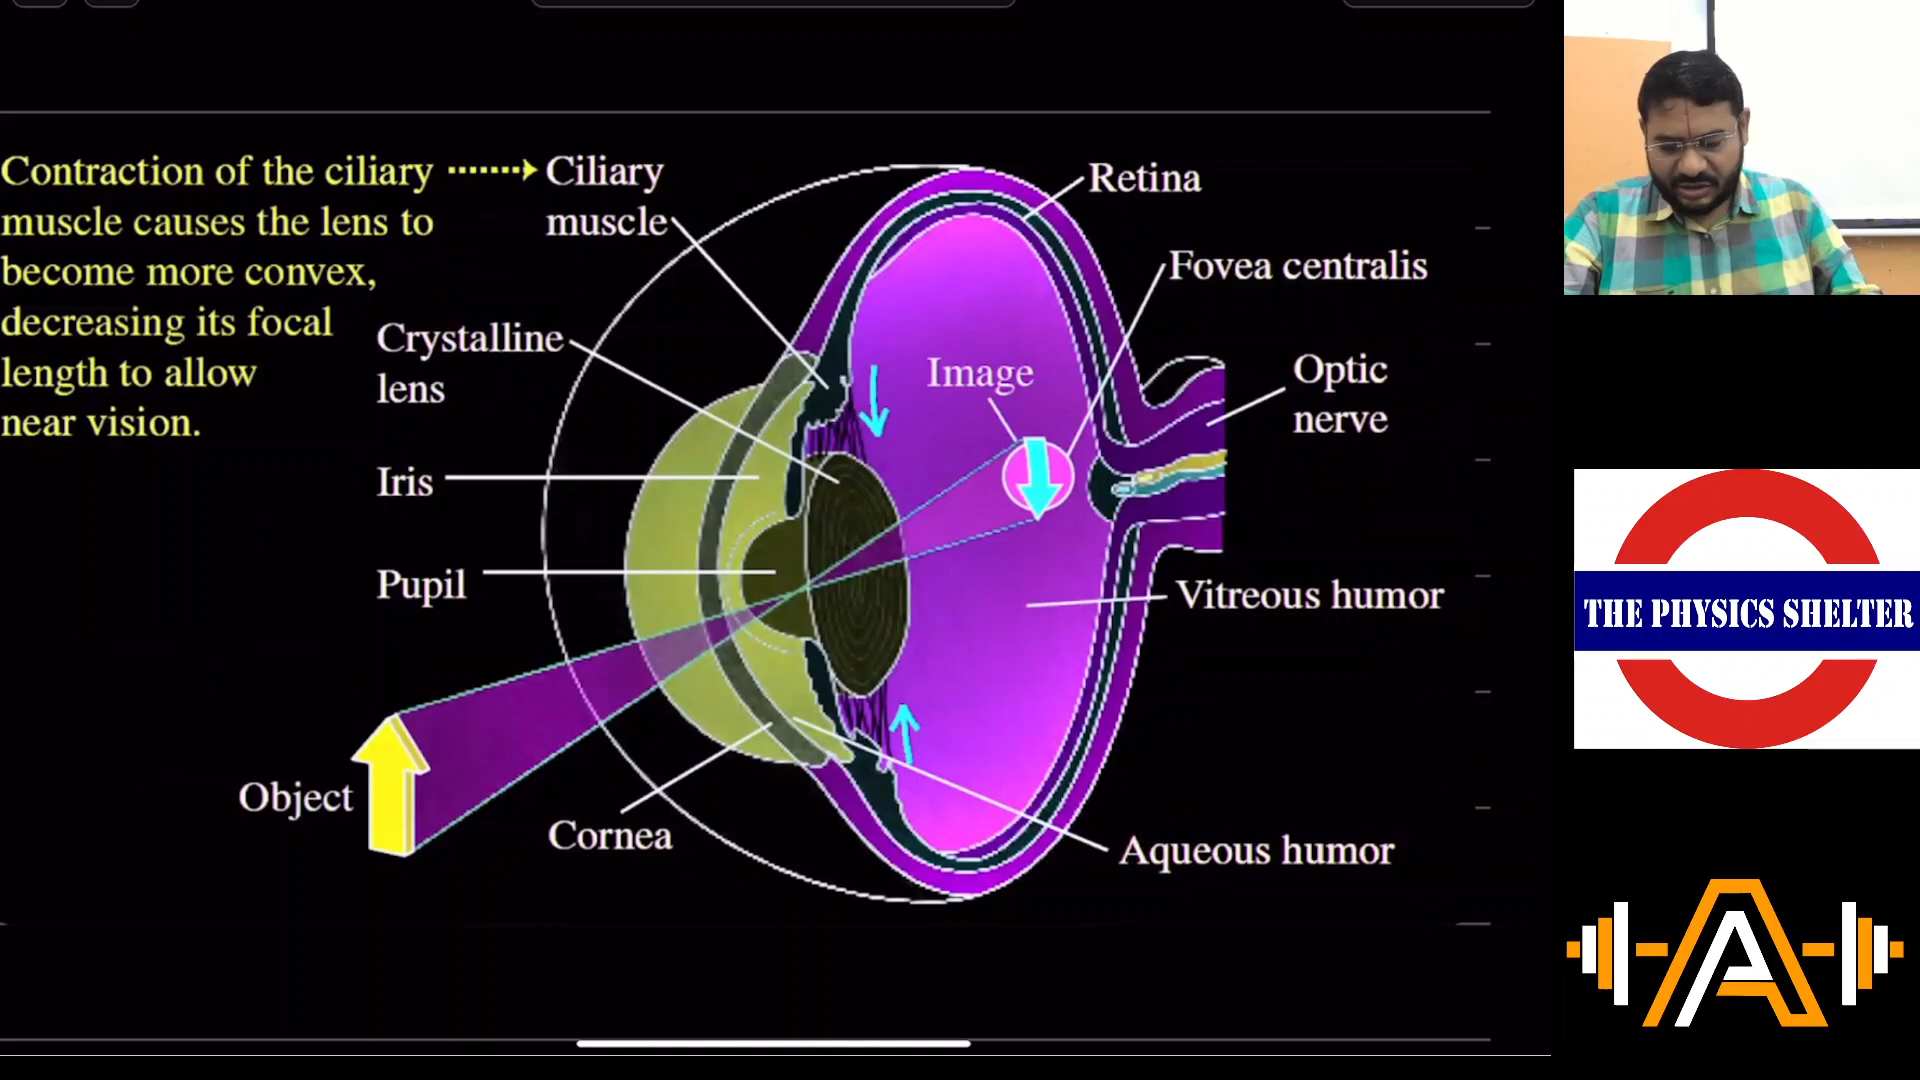 Contraction of the ciliary
muscle causes the lens to
become more convex,
decreasing its focal
length to allow
near vision.
Ciliary
muscle
Retina
Fovea centralis
Crystalline
lens
Image
Optic
nerve
Iris
Pupil
Vitreous humor
Object
Cornea
Aqueous humor
THE PHYSICS SHELTER